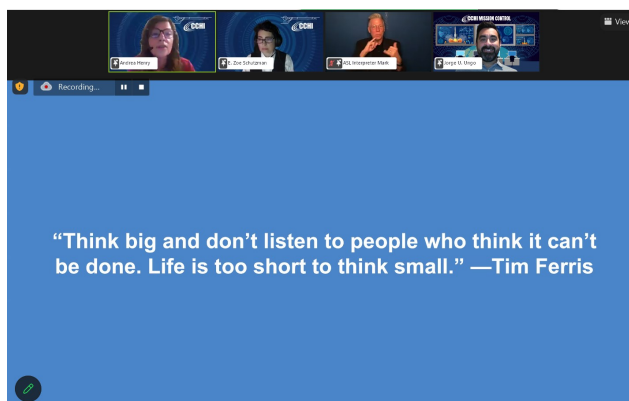 CCHI
CCHI
CCHI MISSION CONTROL
View
Andrea Henry
E. Zoe Schutzman
ASL Interpreter Mark
Jorge U. Ungo
Recording...
“Think big and don’t listen to people who think it can’t
be done. Life is too short to think small.” —Tim Ferris